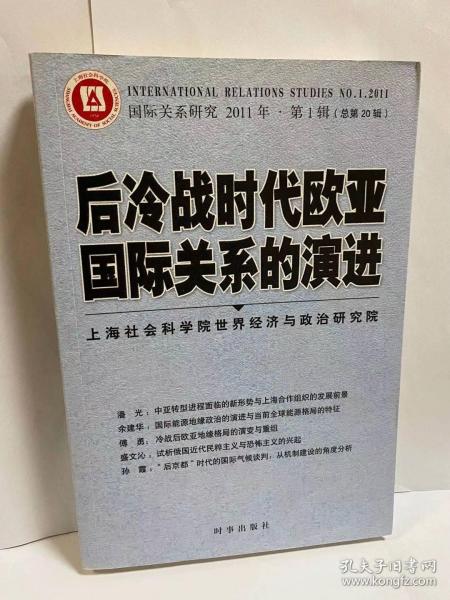 INTERNATIONAL RELATIONS STUDIES NO.1.2011
国际关系研究 2011年·第1辑(总第20辑)
后冷战时代欧亚
国际关系的演进
上海社会科学院世界经济与政治研究院
潘光:中亚转型进程面临的新形势与上海合作组织的发展前景
余建华:国际能源地缘政治的演进与当前全球能源格局的特征
傅勇:冷战后欧亚地缘格局的演变与重组
盛文沁:试析俄国近代民粹主义与恐怖主义的兴起
孙霞:“后京都”时代的国际气候谈判:从机制建设的角度分析
时事出版社
孔夫子旧书网
www.kongfz.com